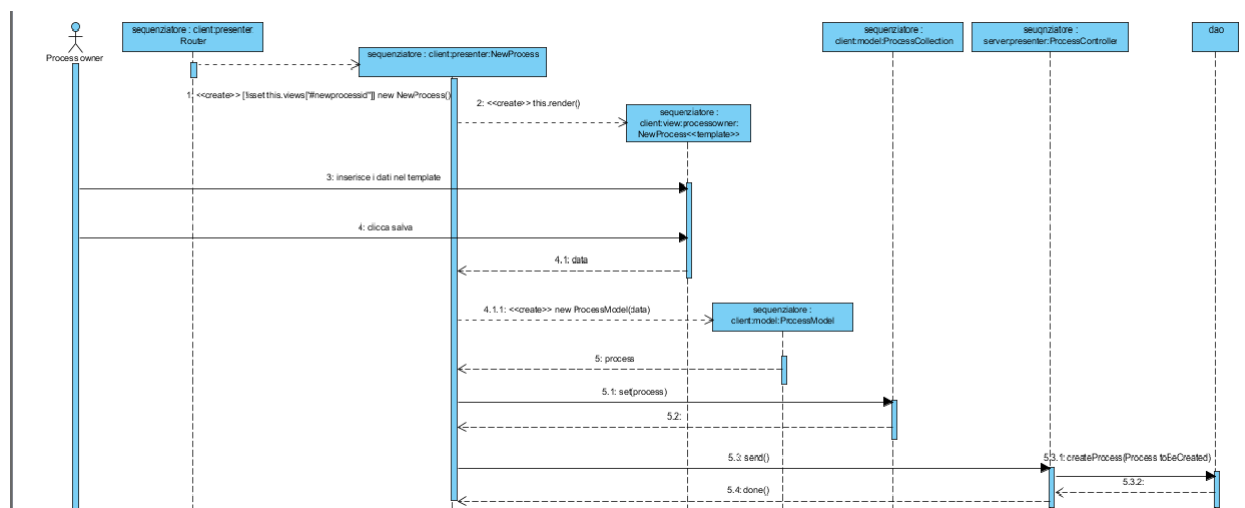 sequenziatore : client:presenter:
Router
sequenziatore : client:presenter:NewProcess
sequenziatore :
client:model:ProcessCollection
seuqnziatore :
server:presenter:ProcessController
dao
Process owner
1: <<create>> [!isset this.views["#newprocessid"]] new NewProcess()
2: <<create>> this.render()
sequenziatore :
client:view:processowner:
NewProcess<<template>>
3: inserisce i dati nel template
4: clicca salva
4.1: data
4.1.1: <<create>> new ProcessModel(data)
sequenziatore :
client:model:ProcessModel
5: process
5.1: set(process)
5.2:
5.3: send()
5.3.1: createProcess(Process toBeCreated)
5.3.2:
5.4: done()